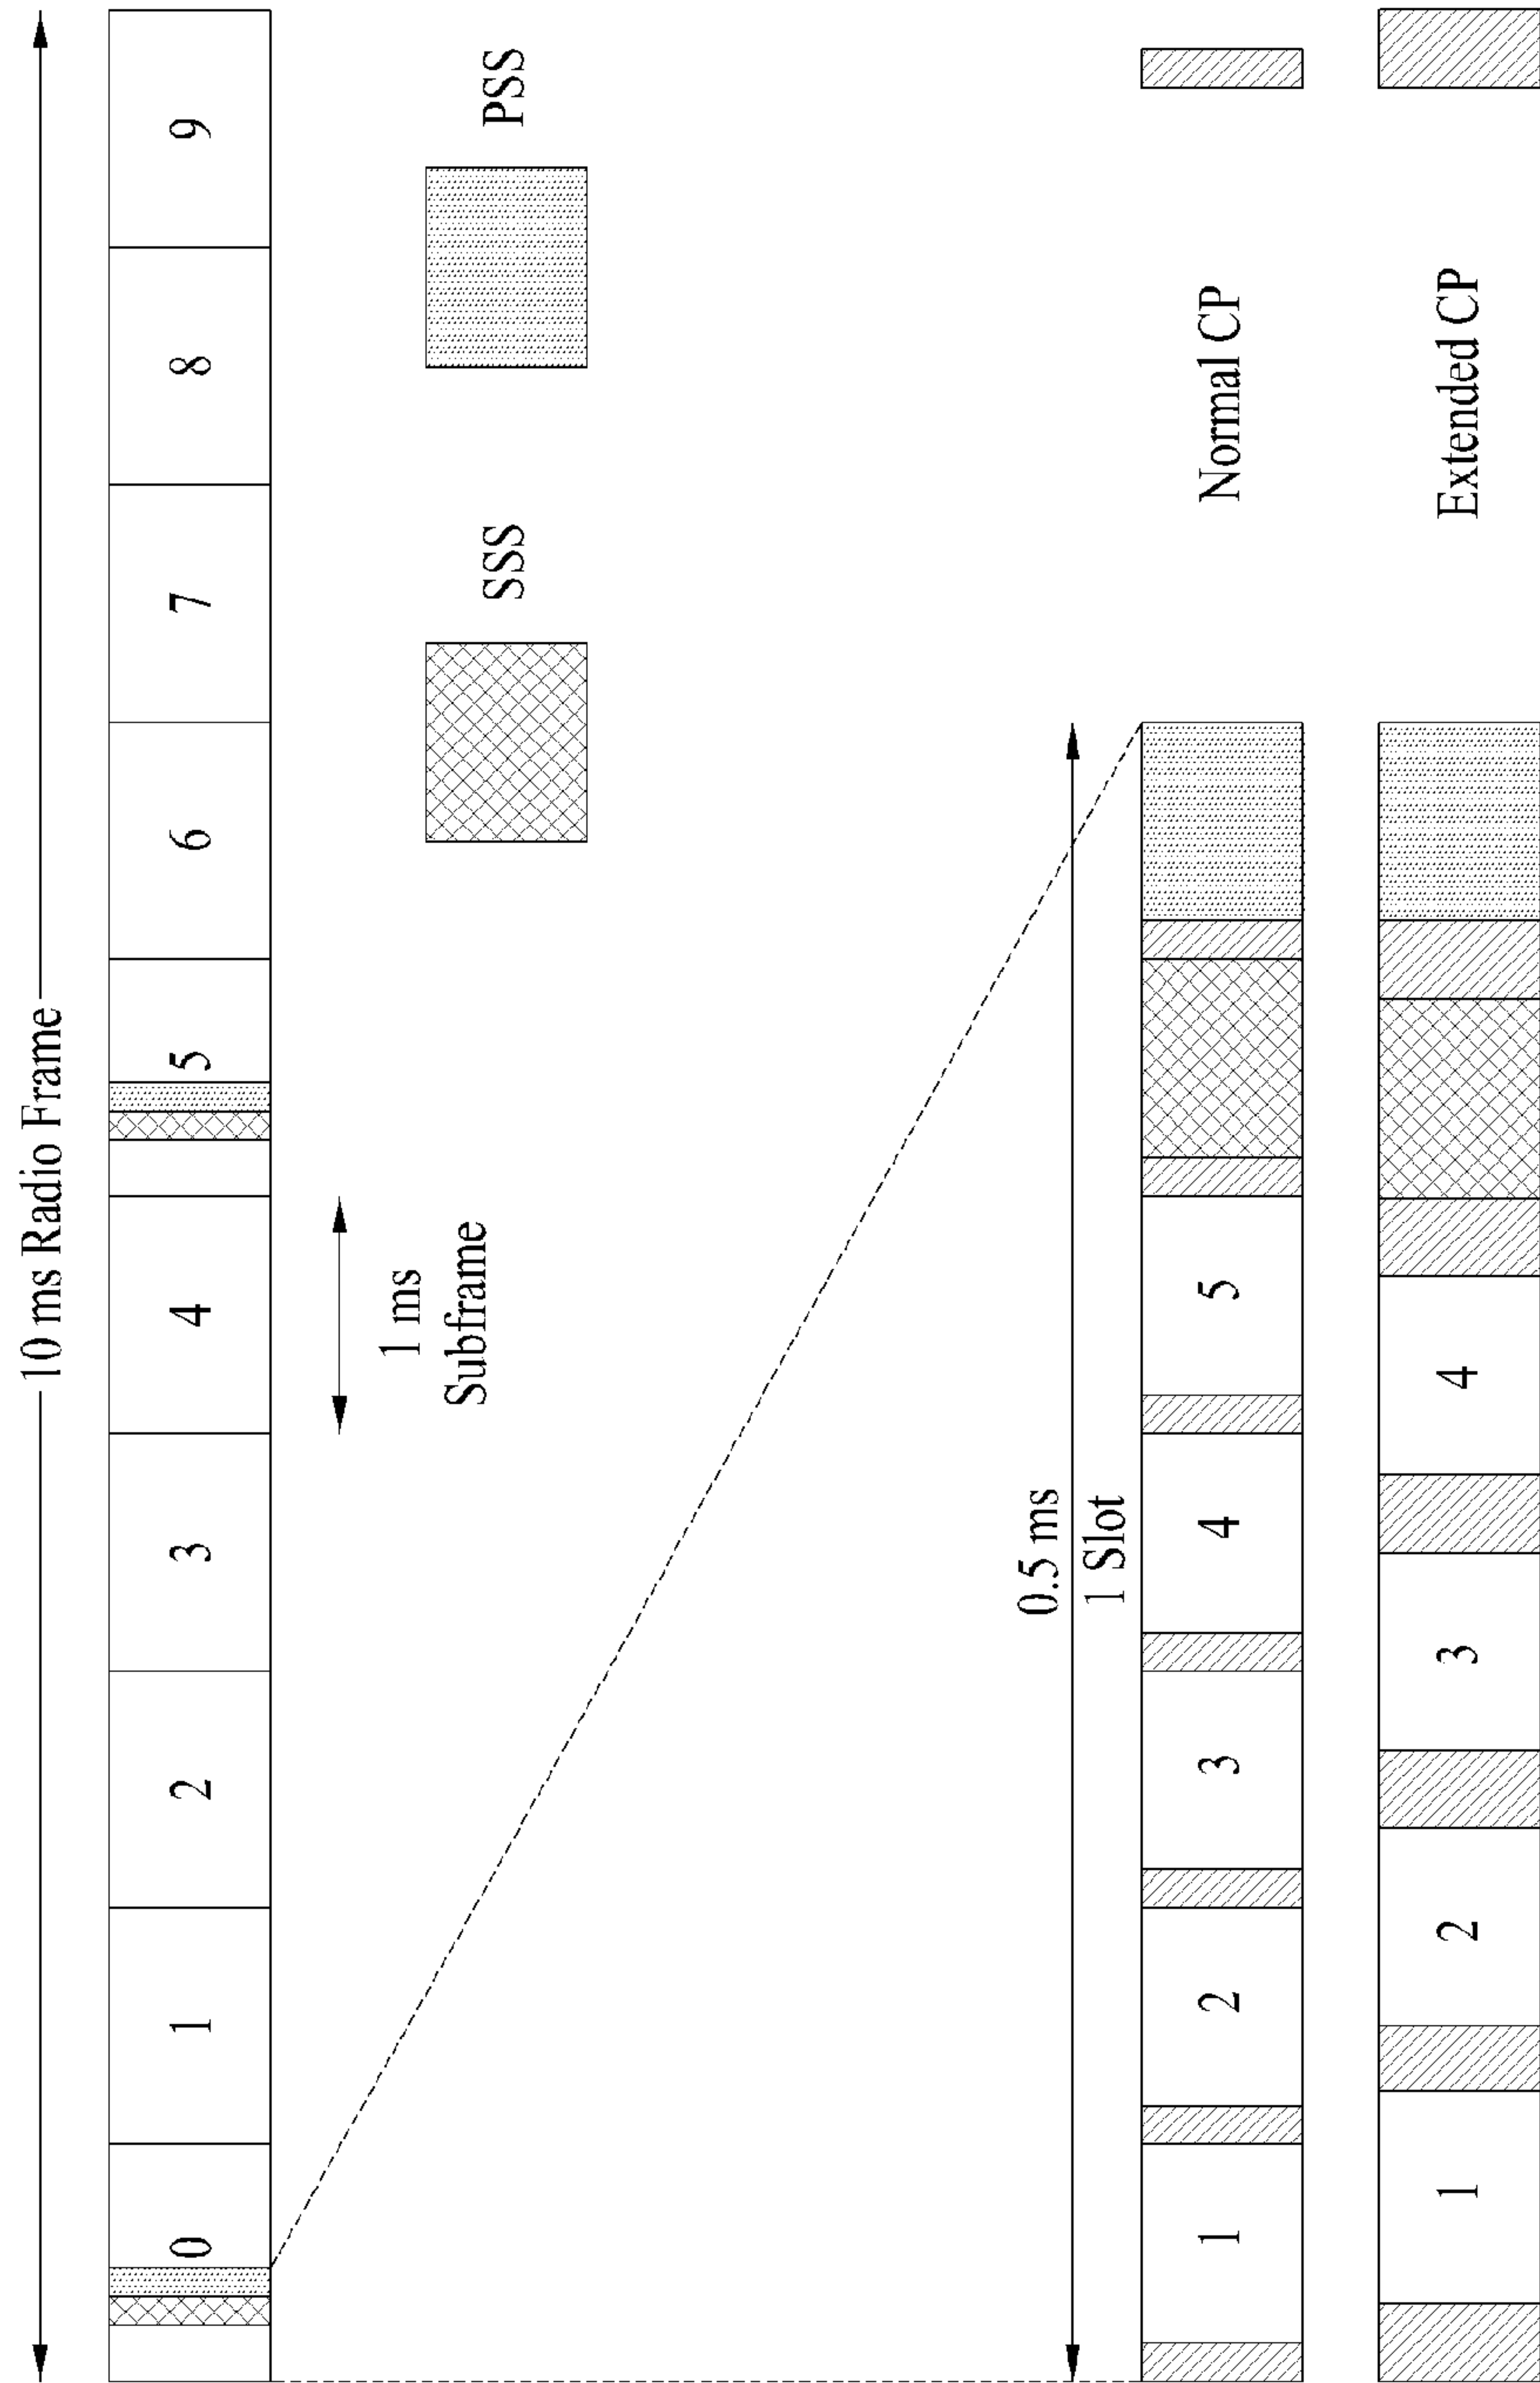 10 ms Radio Frame
0 1 2 3 4 5 6 7 8 9
1 ms
Subframe
SSS PSS
0.5 ms
1 Slot
1 2 3 4 5 Normal CP
1 2 3 4 Extended CP